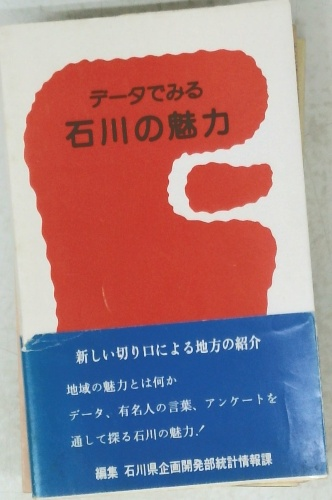 データでみる
石川の魅力
新しい切り口による地方の紹介
地域の魅力とは何か
データ、有名人の言葉、アンケートを
通して探る石川の魅力!
編集 石川県企画開発部統計情報課